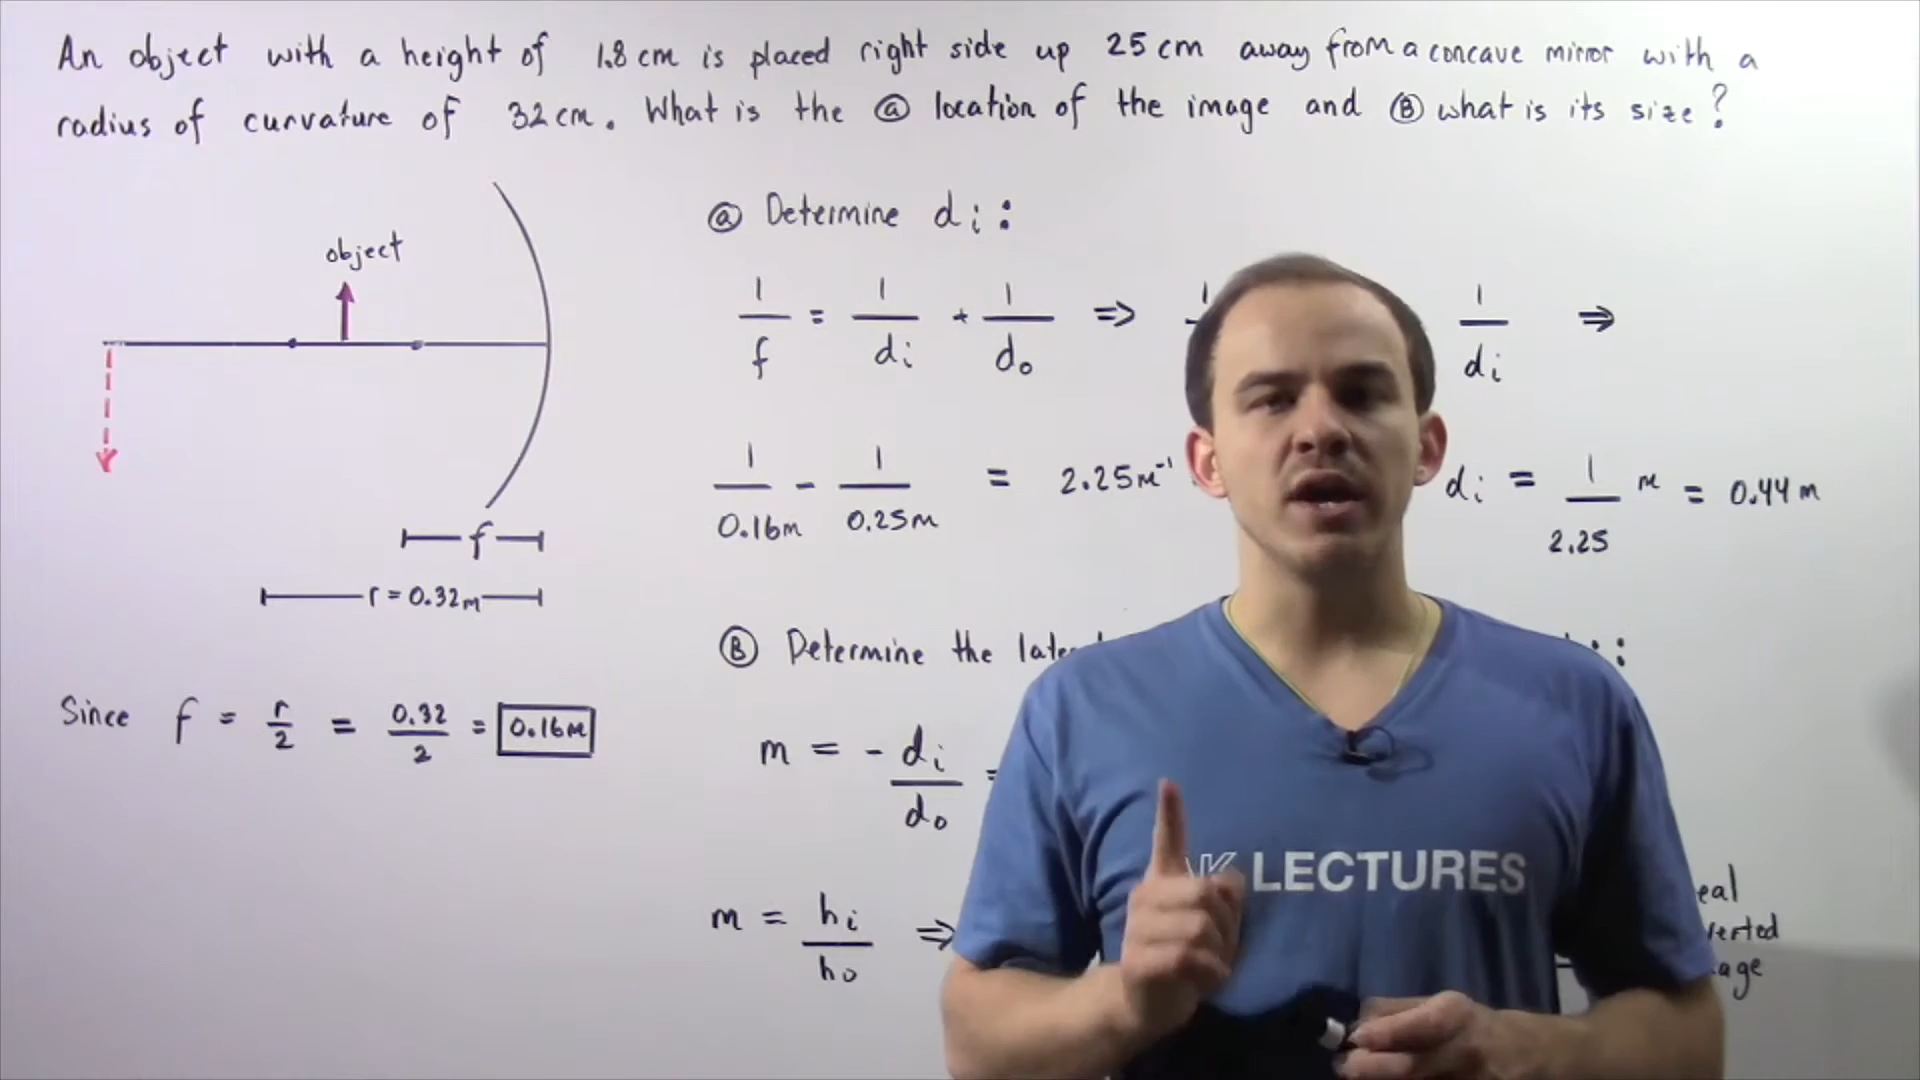 An object with a height of 1.8 cm is placed right side up 25 cm away from a concave mirror with a
radius of curvature of 32 cm. What is the ⓐ location of the image and Ⓑ what is its size?
ⓐ Determine di:
object
1/f = 1/di + 1/do ⇒ 1/di ⇒
1/0.16m - 1/0.25m = 2.25m⁻¹ di = 1/2.25 m = 0.44 m
f
r = 0.32m
Ⓑ Determine the :
Since f = r/2 = 0.32/2 = 0.16m
m = - di/do =
m = hi/ho ⇒
LECTURES